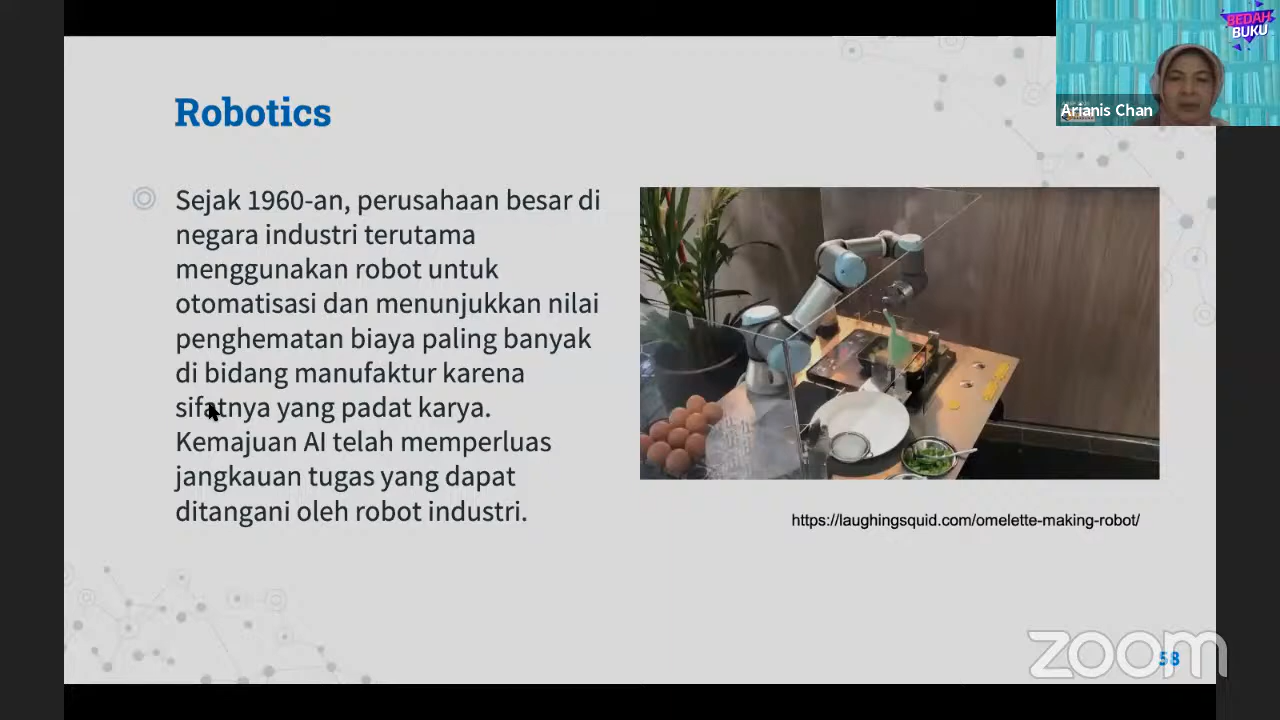 BEDAH
BUKU
Arianis Chan
Robotics
Sejak 1960-an, perusahaan besar di
negara industri terutama
menggunakan robot untuk
otomatisasi dan menunjukkan nilai
penghematan biaya paling banyak
di bidang manufaktur karena
sifatnya yang padat karya.
Kemajuan AI telah memperluas
jangkauan tugas yang dapat
ditangani oleh robot industri.
https://laughingsquid.com/omelette-making-robot/
zoom
58